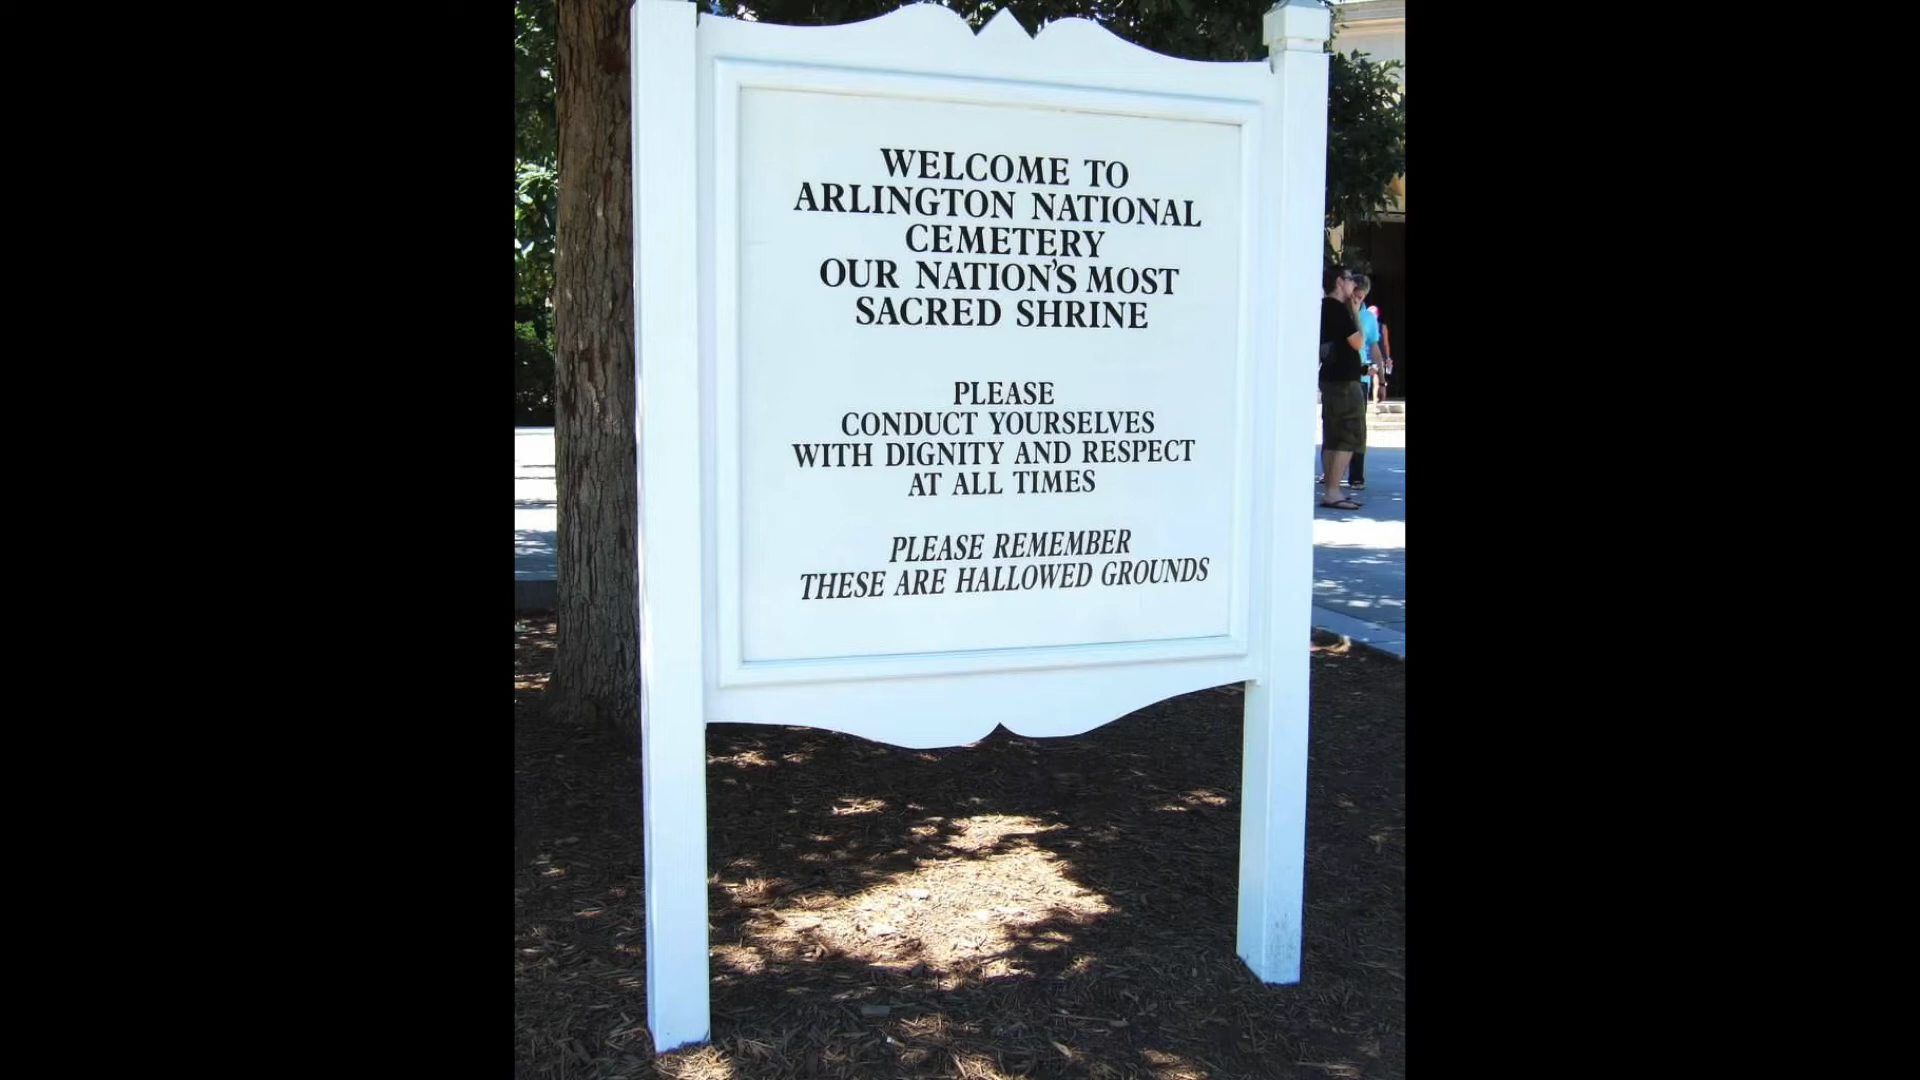 WELCOME TO
ARLINGTON NATIONAL
CEMETERY
OUR NATION'S MOST
SACRED SHRINE
PLEASE
CONDUCT YOURSELVES
WITH DIGNITY AND RESPECT
AT ALL TIMES
PLEASE REMEMBER
THESE ARE HALLOWED GROUNDS